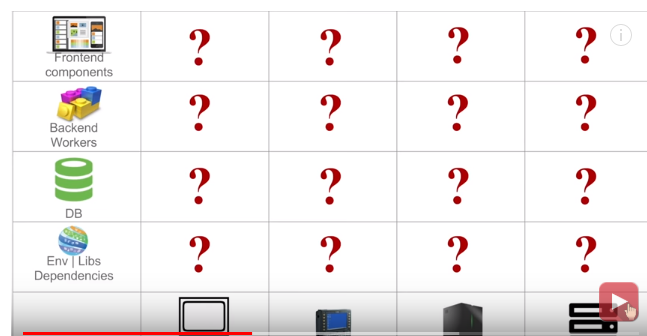 Frontend
components
? ? ? ?
Backend
Workers
? ? ? ?
DB
? ? ? ?
Env | Libs
Dependencies
? ? ? ?